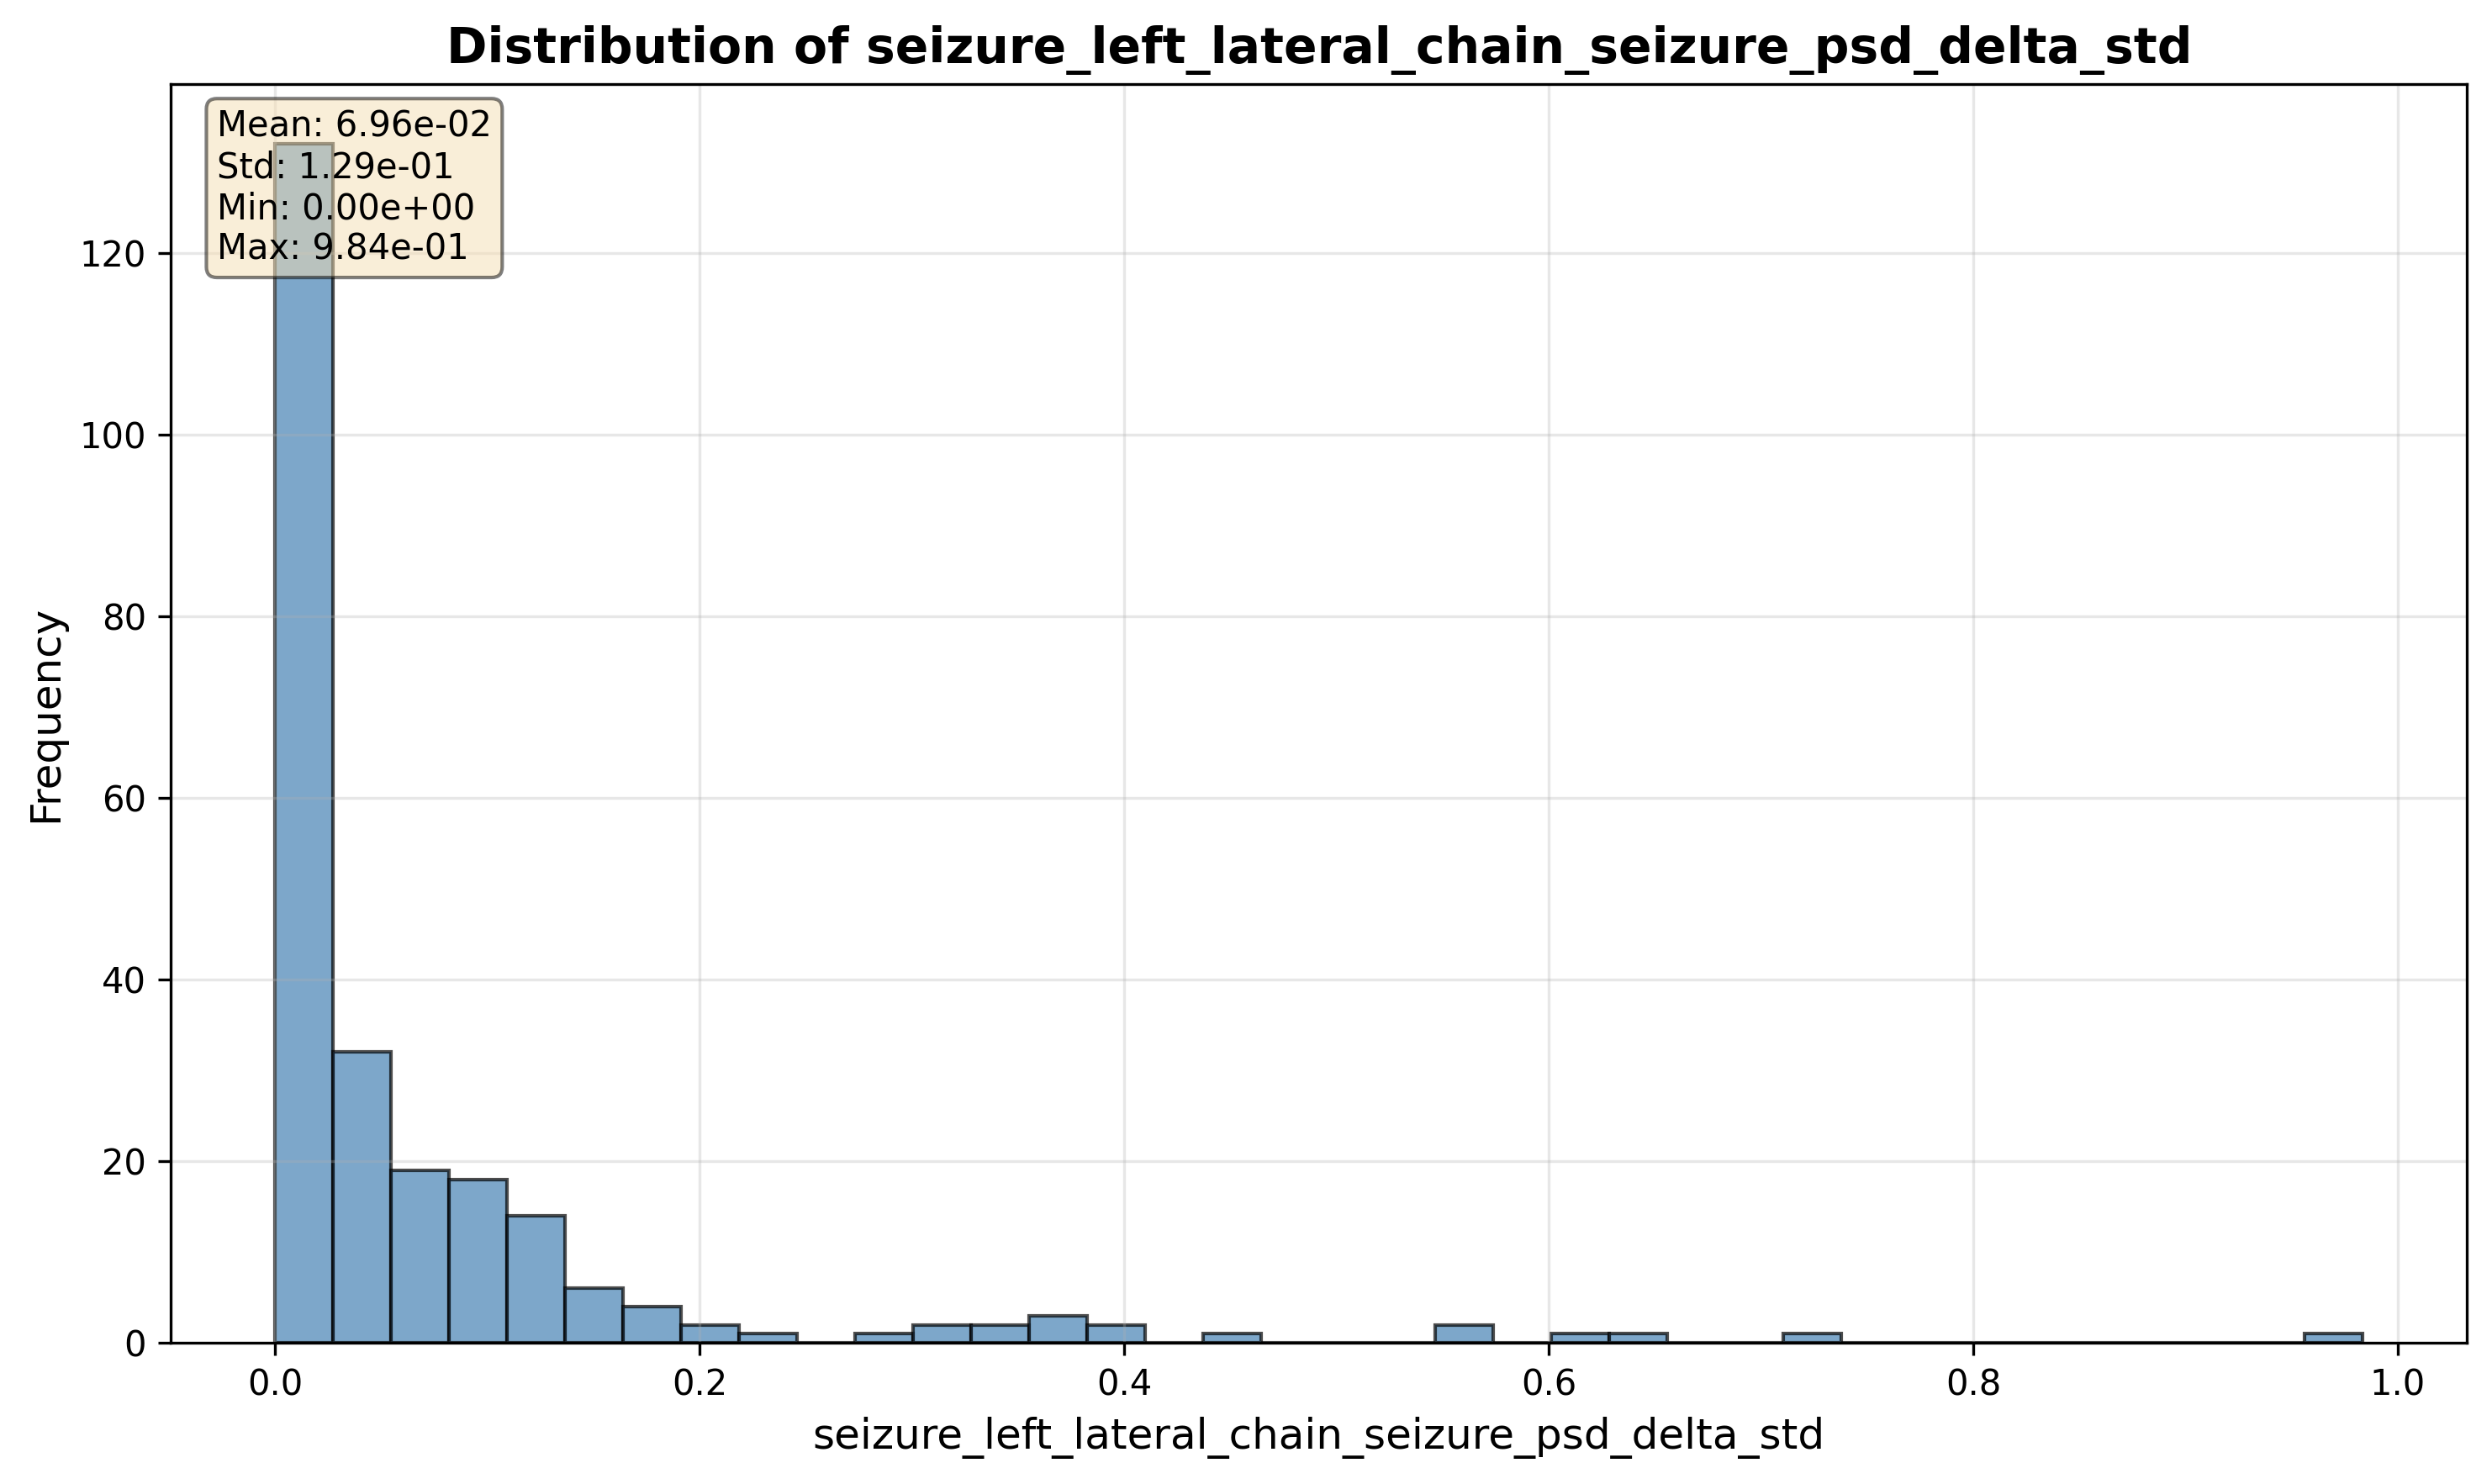 Distribution of seizure_left_lateral_chain_seizure_psd_delta_std
Mean: 6.96e-02
Std: 1.29e-01
Min: 0.00e+00
Max: 9.84e-01
120
100
80
60
40
20
0
Frequency
0.0 0.2 0.4 0.6 0.8 1.0
seizure_left_lateral_chain_seizure_psd_delta_std